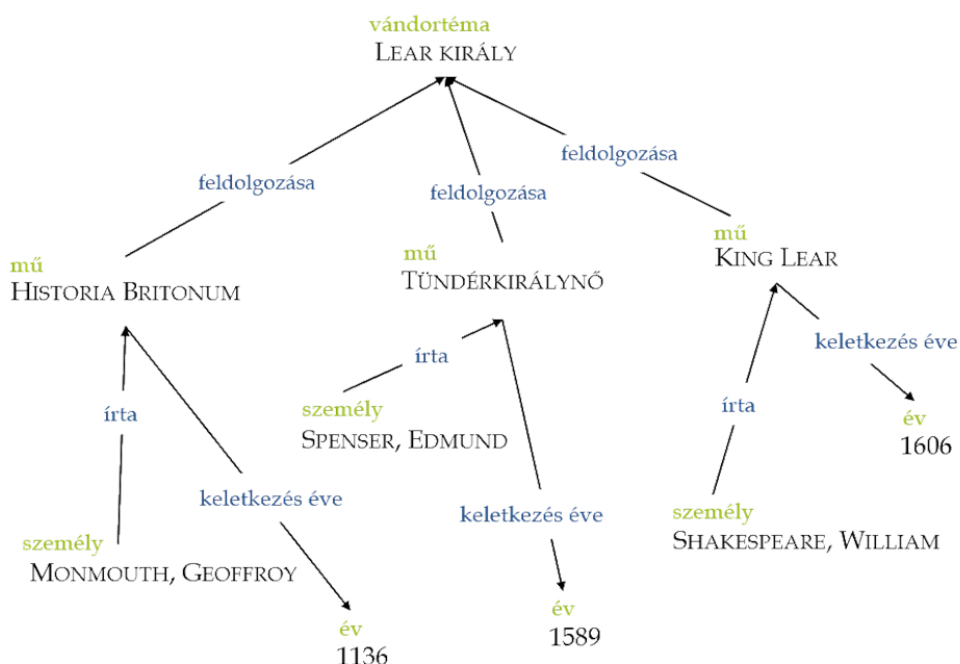 vándortéma
LEAR KIRÁLY
feldolgozása
feldolgozása
feldolgozása
mű
HISTORIA BRITONUM
mű
TÜNDÉRKIRÁLYNŐ
mű
KING LEAR
írta
írta
keletkezés éve
írta
személy
SPENSER, EDMUND
év
1606
keletkezés éve
keletkezés éve
személy
MONMOUTH, GEOFFROY
személy
SHAKESPEARE, WILLIAM
év
1136
év
1589